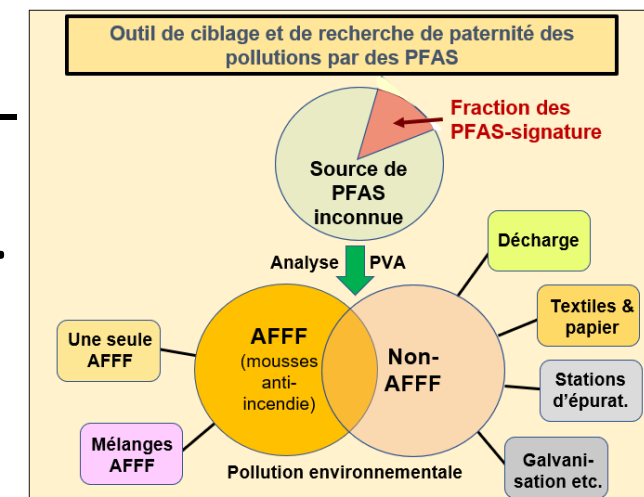 Outil de ciblage et de recherche de paternité des
pollutions par des PFAS
Fraction des
PFAS-signature
Source de
PFAS
inconnue
Analyse PVA
Décharge
Textiles &
papier
Stations
d'épurat.
Galvani-
sation etc.
Une seule
AFFF
Mélanges
AFFF
AFFF
(mousses
anti-
incendie)
Non-
AFFF
Pollution environnementale